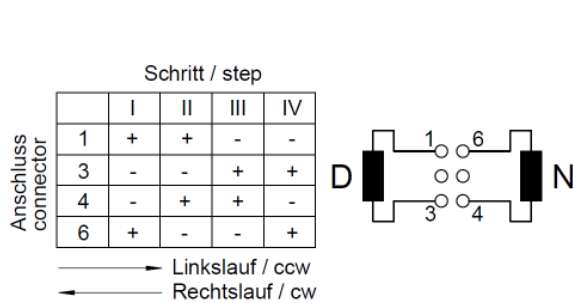 Schritt / step
Anschluss
connector
I II III IV
1 + + - -
3 - - + +
4 - + + -
6 + - - +
Linkslauf / ccw
Rechtslauf / cw
1 6
D N
3 4